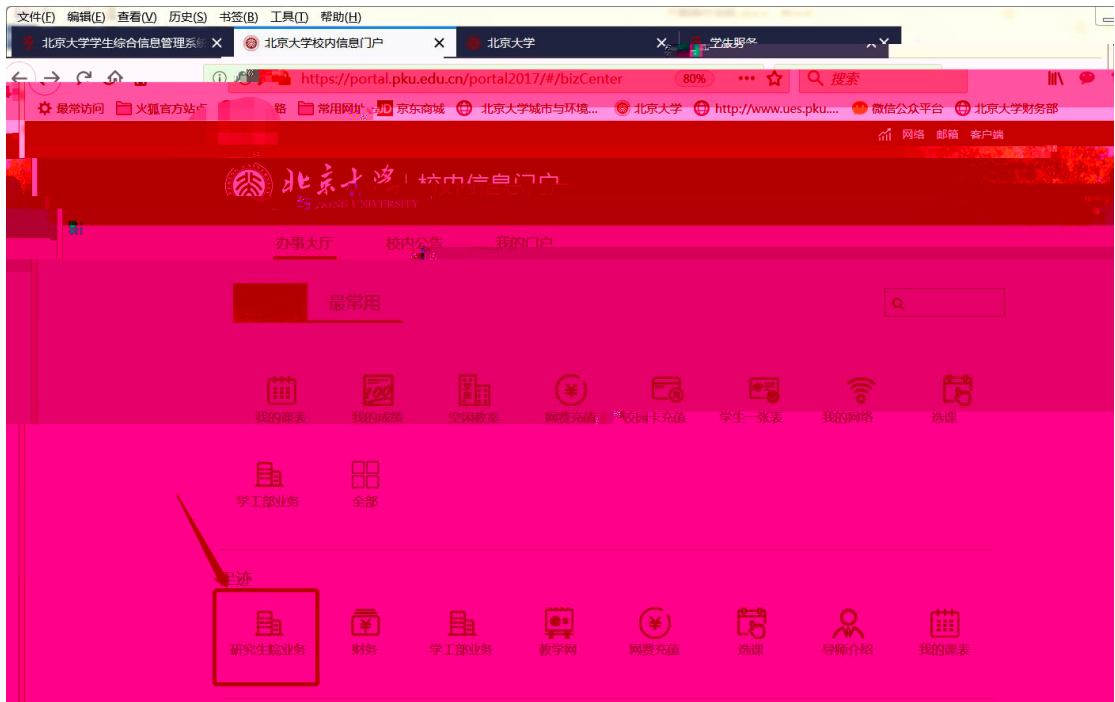 文件(F) 编辑(E) 查看(V) 历史(S) 书签(B) 工具(T) 帮助(H)
北京大学学生综合信息管理系统 北京大学校内信息门户 北京大学
https://portal.pku.edu.cn/portal2017/#/bizCenter 80% 搜索
最常访问 火狐官方站点 常用网址 JD 京东商城 北京大学城市与环境... 北京大学 http://www.ues.pku.... 微信公众平台 北京大学财务部
网络 邮箱 客户端
北京大学 校内信息门户
办事大厅 校内公告 我的门户
最常用
我的课表 我的成绩 空闲教室 网费充值 校园卡充值 学生一张表 我的网络 选课
学工部业务 全部
足迹
研究生院业务 财务 学工部业务 教学网 网费充值 选课 导师介绍 我的课表